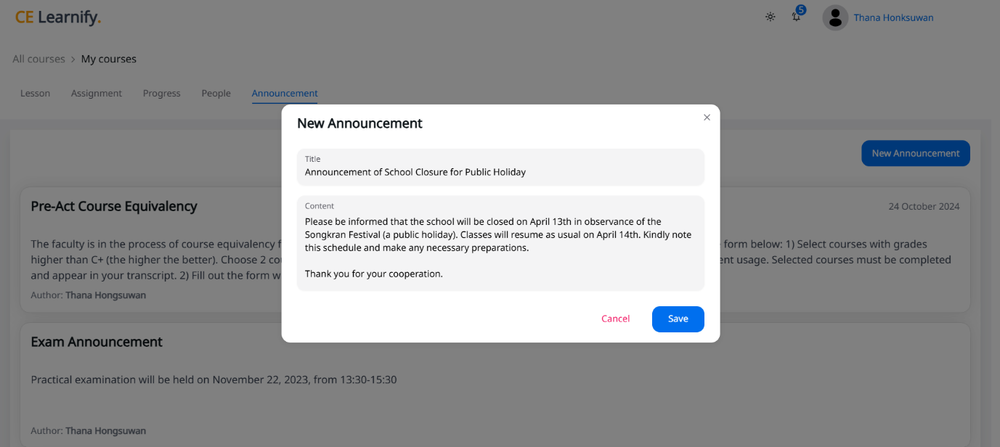 CE Learnify.
5
Thana Honksuwan
All courses > My courses
Lesson Assignment Progress People Announcement
New Announcement
New Announcement
Title
Announcement of School Closure for Public Holiday
Content
Please be informed that the school will be closed on April 13th in observance of the
Songkran Festival (a public holiday). Classes will resume as usual on April 14th. Kindly note
this schedule and make any necessary preparations.
Thank you for your cooperation.
Cancel
Save
Pre-Act Course Equivalency
24 October 2024
The faculty is in the process of course equivalency form below: 1) Select courses with grades
higher than C+ (the higher the better). Choose 2 usage. Selected courses must be completed
and appear in your transcript. 2) Fill out the form
Author: Thana Hongsuwan
Exam Announcement
Practical examination will be held on November 22, 2023, from 13:30-15:30
Author: Thana Hongsuwan